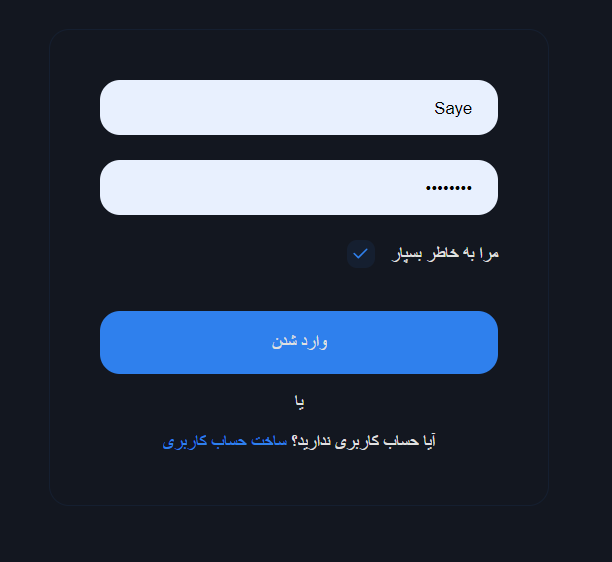 Saye
••••••••
مرا به خاطر بسپار
وارد شدن
یا
آیا حساب کاربری ندارید؟ ساخت حساب کاربری